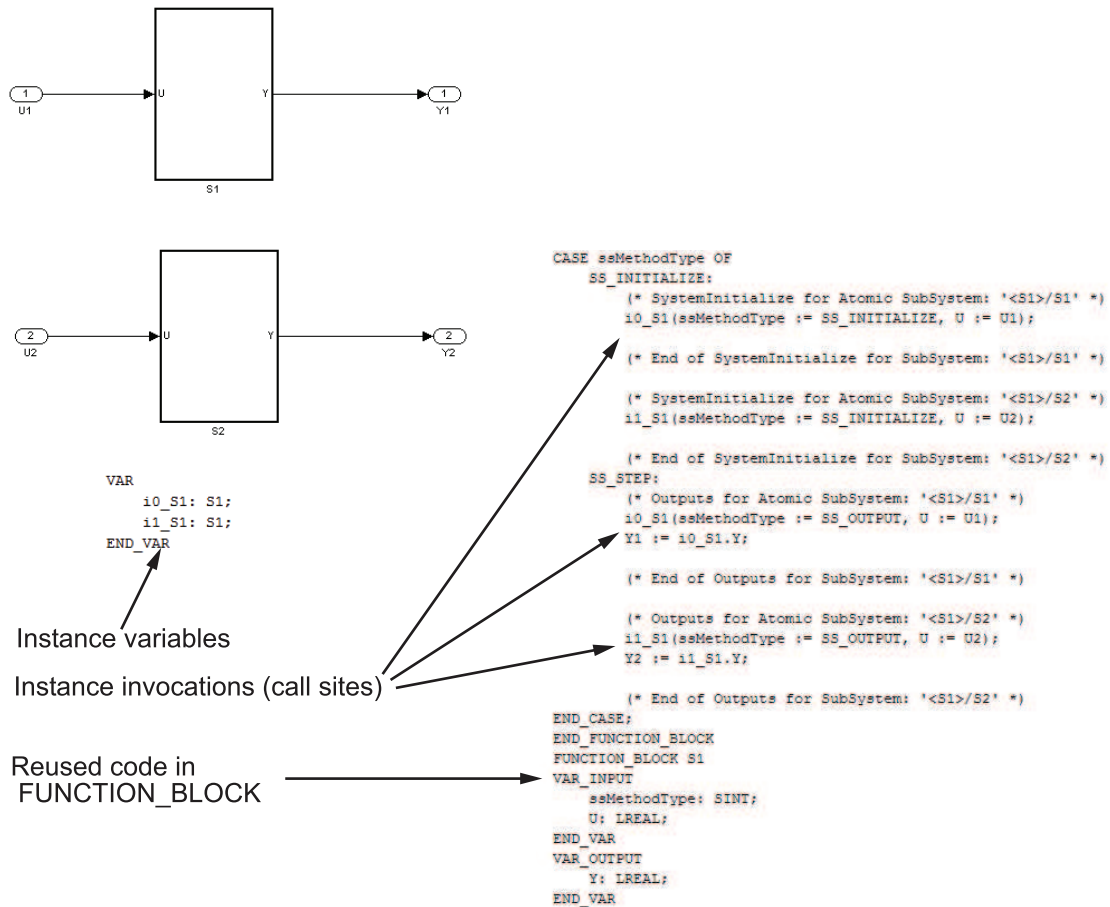 1
U1
U
Y
1
Y1
S1
2
U2
U
Y
2
Y2
S2
VAR
i0_S1: S1;
i1_S1: S1;
END_VAR
Instance variables
Instance invocations (call sites)
Reused code in
FUNCTION_BLOCK
CASE ssMethodType OF
SS_INITIALIZE:
(* SystemInitialize for Atomic SubSystem: '<S1>/S1' *)
i0_S1(ssMethodType := SS_INITIALIZE, U := U1);
(* End of SystemInitialize for SubSystem: '<S1>/S1' *)
(* SystemInitialize for Atomic SubSystem: '<S1>/S2' *)
i1_S1(ssMethodType := SS_INITIALIZE, U := U2);
(* End of SystemInitialize for SubSystem: '<S1>/S2' *)
SS_STEP:
(* Outputs for Atomic SubSystem: '<S1>/S1' *)
i0_S1(ssMethodType := SS_OUTPUT, U := U1);
Y1 := i0_S1.Y;
(* End of Outputs for SubSystem: '<S1>/S1' *)
(* Outputs for Atomic SubSystem: '<S1>/S2' *)
i1_S1(ssMethodType := SS_OUTPUT, U := U2);
Y2 := i1_S1.Y;
(* End of Outputs for SubSystem: '<S1>/S2' *)
END_CASE;
END_FUNCTION_BLOCK
FUNCTION_BLOCK S1
VAR_INPUT
ssMethodType: SINT;
U: LREAL;
END_VAR
VAR_OUTPUT
Y: LREAL;
END_VAR